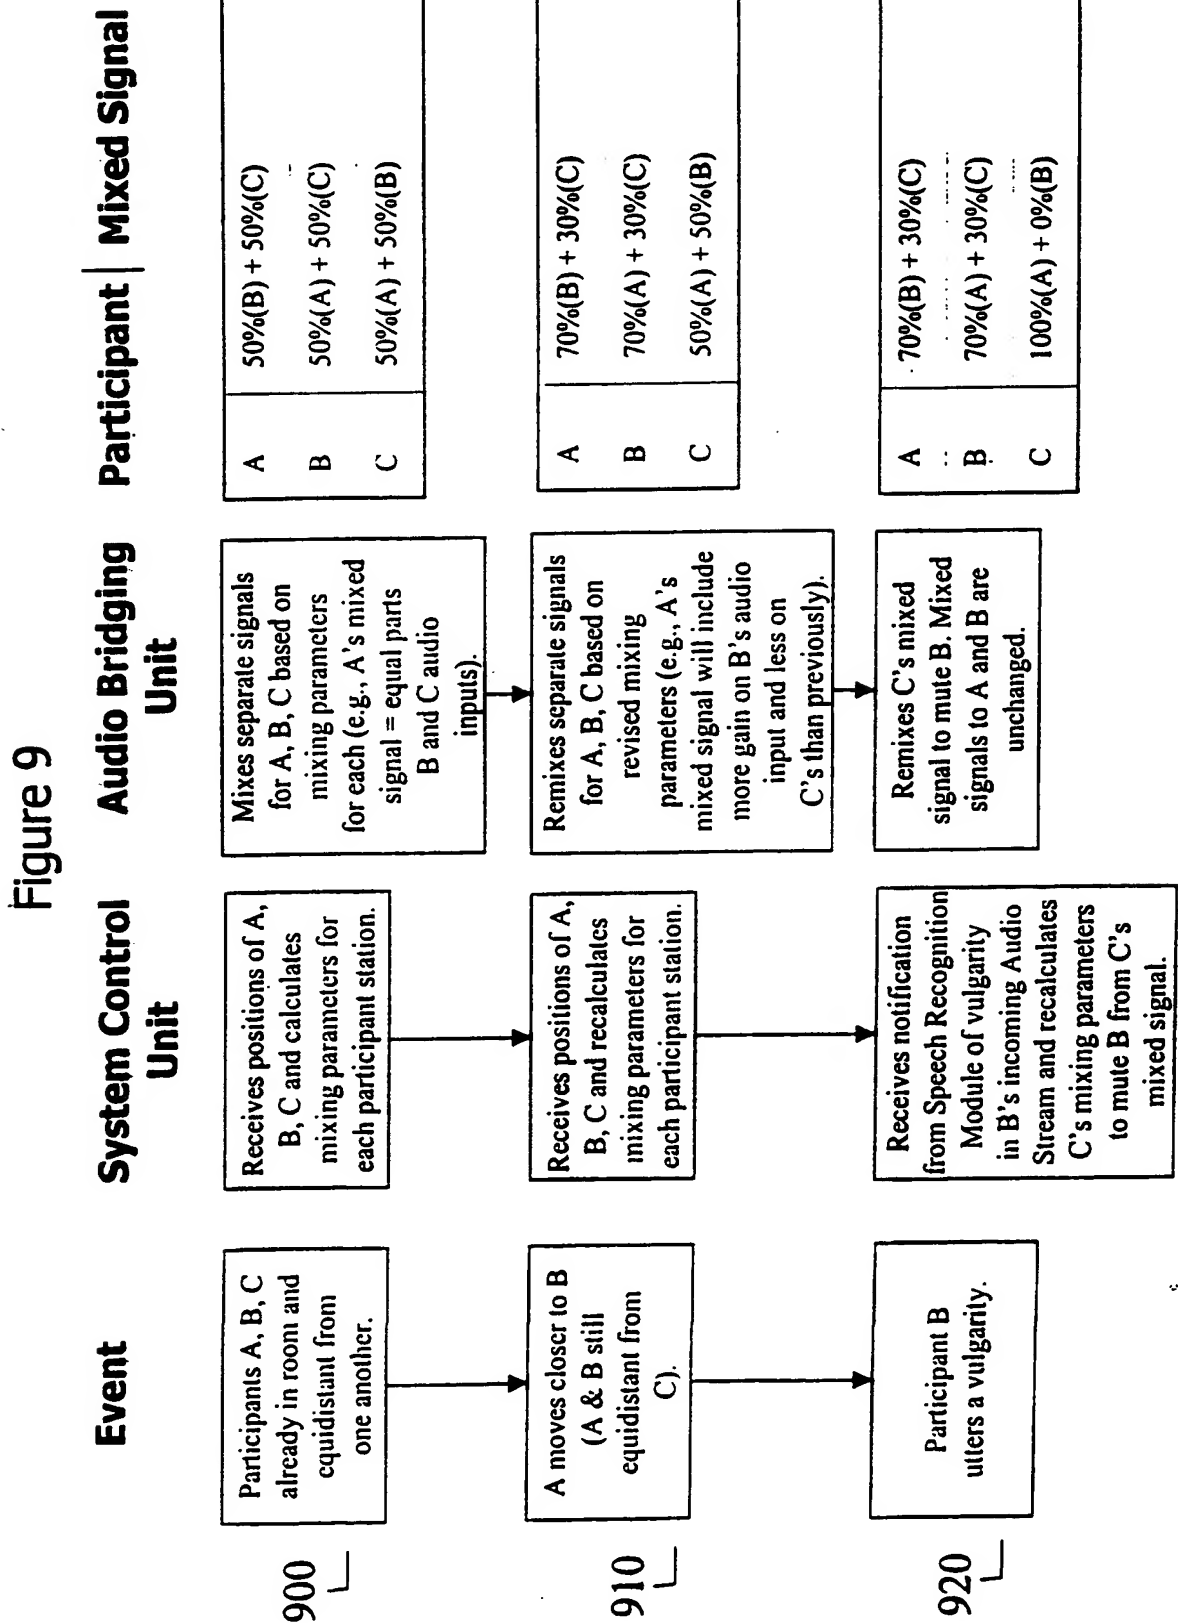 Figure 9
Event
System Control
Unit
Audio Bridging
Unit
Participant | Mixed Signal
900
Participants A, B, C
already in room and
equidistant from
one another.
Receives positions of A,
B, C and calculates
mixing parameters for
each participant station.
Mixes separate signals
for A, B, C based on
mixing parameters
for each (e.g., A's mixed
signal = equal parts
B and C audio
inputs).
A 50%(B) + 50%(C)
B 50%(A) + 50%(C)
C 50%(A) + 50%(B)
910
A moves closer to B
(A & B still
equidistant from
C).
Receives positions of A,
B, C and recalculates
mixing parameters for
each participant station.
Remixes separate signals
for A, B, C based on
revised mixing
parameters (e.g., A's
mixed signal will include
more gain on B's audio
input and less on
C's than previously).
A 70%(B) + 30%(C)
B 70%(A) + 30%(C)
C 50%(A) + 50%(B)
920
Participant B
utters a vulgarity.
Receives notification
from Speech Recognition
Module of vulgarity
in B's incoming Audio
Stream and recalculates
C's mixing parameters
to mute B from C's
mixed signal.
Remixes C's mixed
signal to mute B. Mixed
signals to A and B are
unchanged.
A 70%(B) + 30%(C)
B 70%(A) + 30%(C)
C 100%(A) + 0%(B)